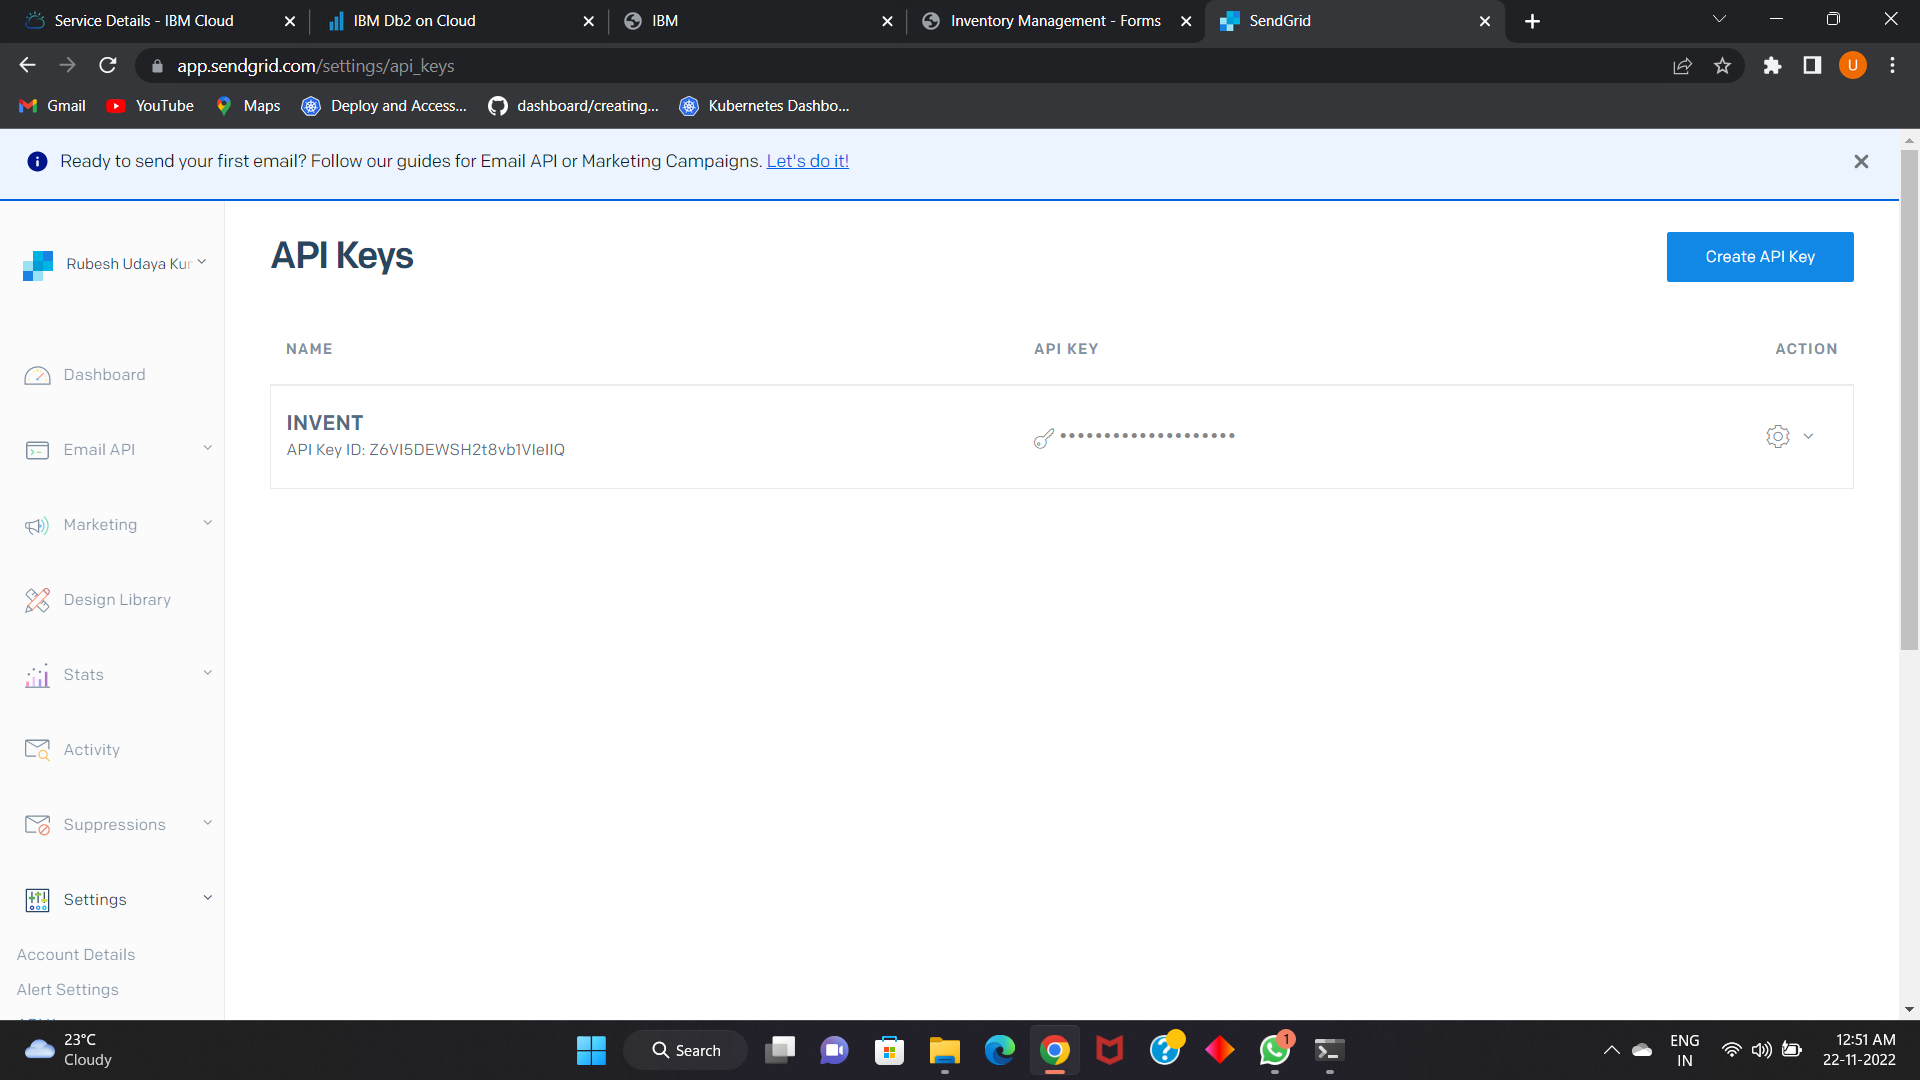 Service Details - IBM Cloud
IBM Db2 on Cloud
IBM
Inventory Management - Forms
SendGrid
app.sendgrid.com/settings/api_keys
U
Gmail
YouTube
Maps
Deploy and Access...
dashboard/creating...
Kubernetes Dashbo...
Ready to send your first email? Follow our guides for Email API or Marketing Campaigns. Let's do it!
Rubesh Udaya Kur
API Keys
Create API Key
NAME
API KEY
ACTION
INVENT
API Key ID: Z6VI5DEWSH2t8vb1VIeIIQ
••••••••••••••••••••
Dashboard
Email API
Marketing
Design Library
Stats
Activity
Suppressions
Settings
Account Details
Alert Settings
23°C
Cloudy
Search
1
ENG
IN
12:51 AM
22-11-2022